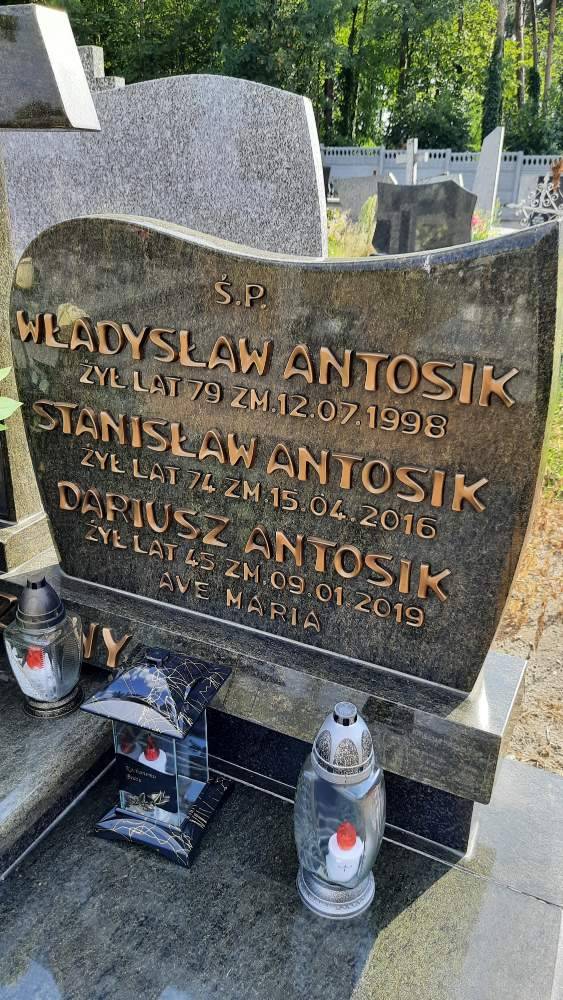 Ś.P.
WŁADYSŁAW ANTOSIK
ŻYŁ LAT 79 ZM.12.07.1998
STANISŁAW ANTOSIK
ŻYŁ LAT 74 ZM 15.04.2016
DARIUSZ ANTOSIK
ŻYŁ LAT 45 ZM.09.01 2019
AVE MARIA
NY